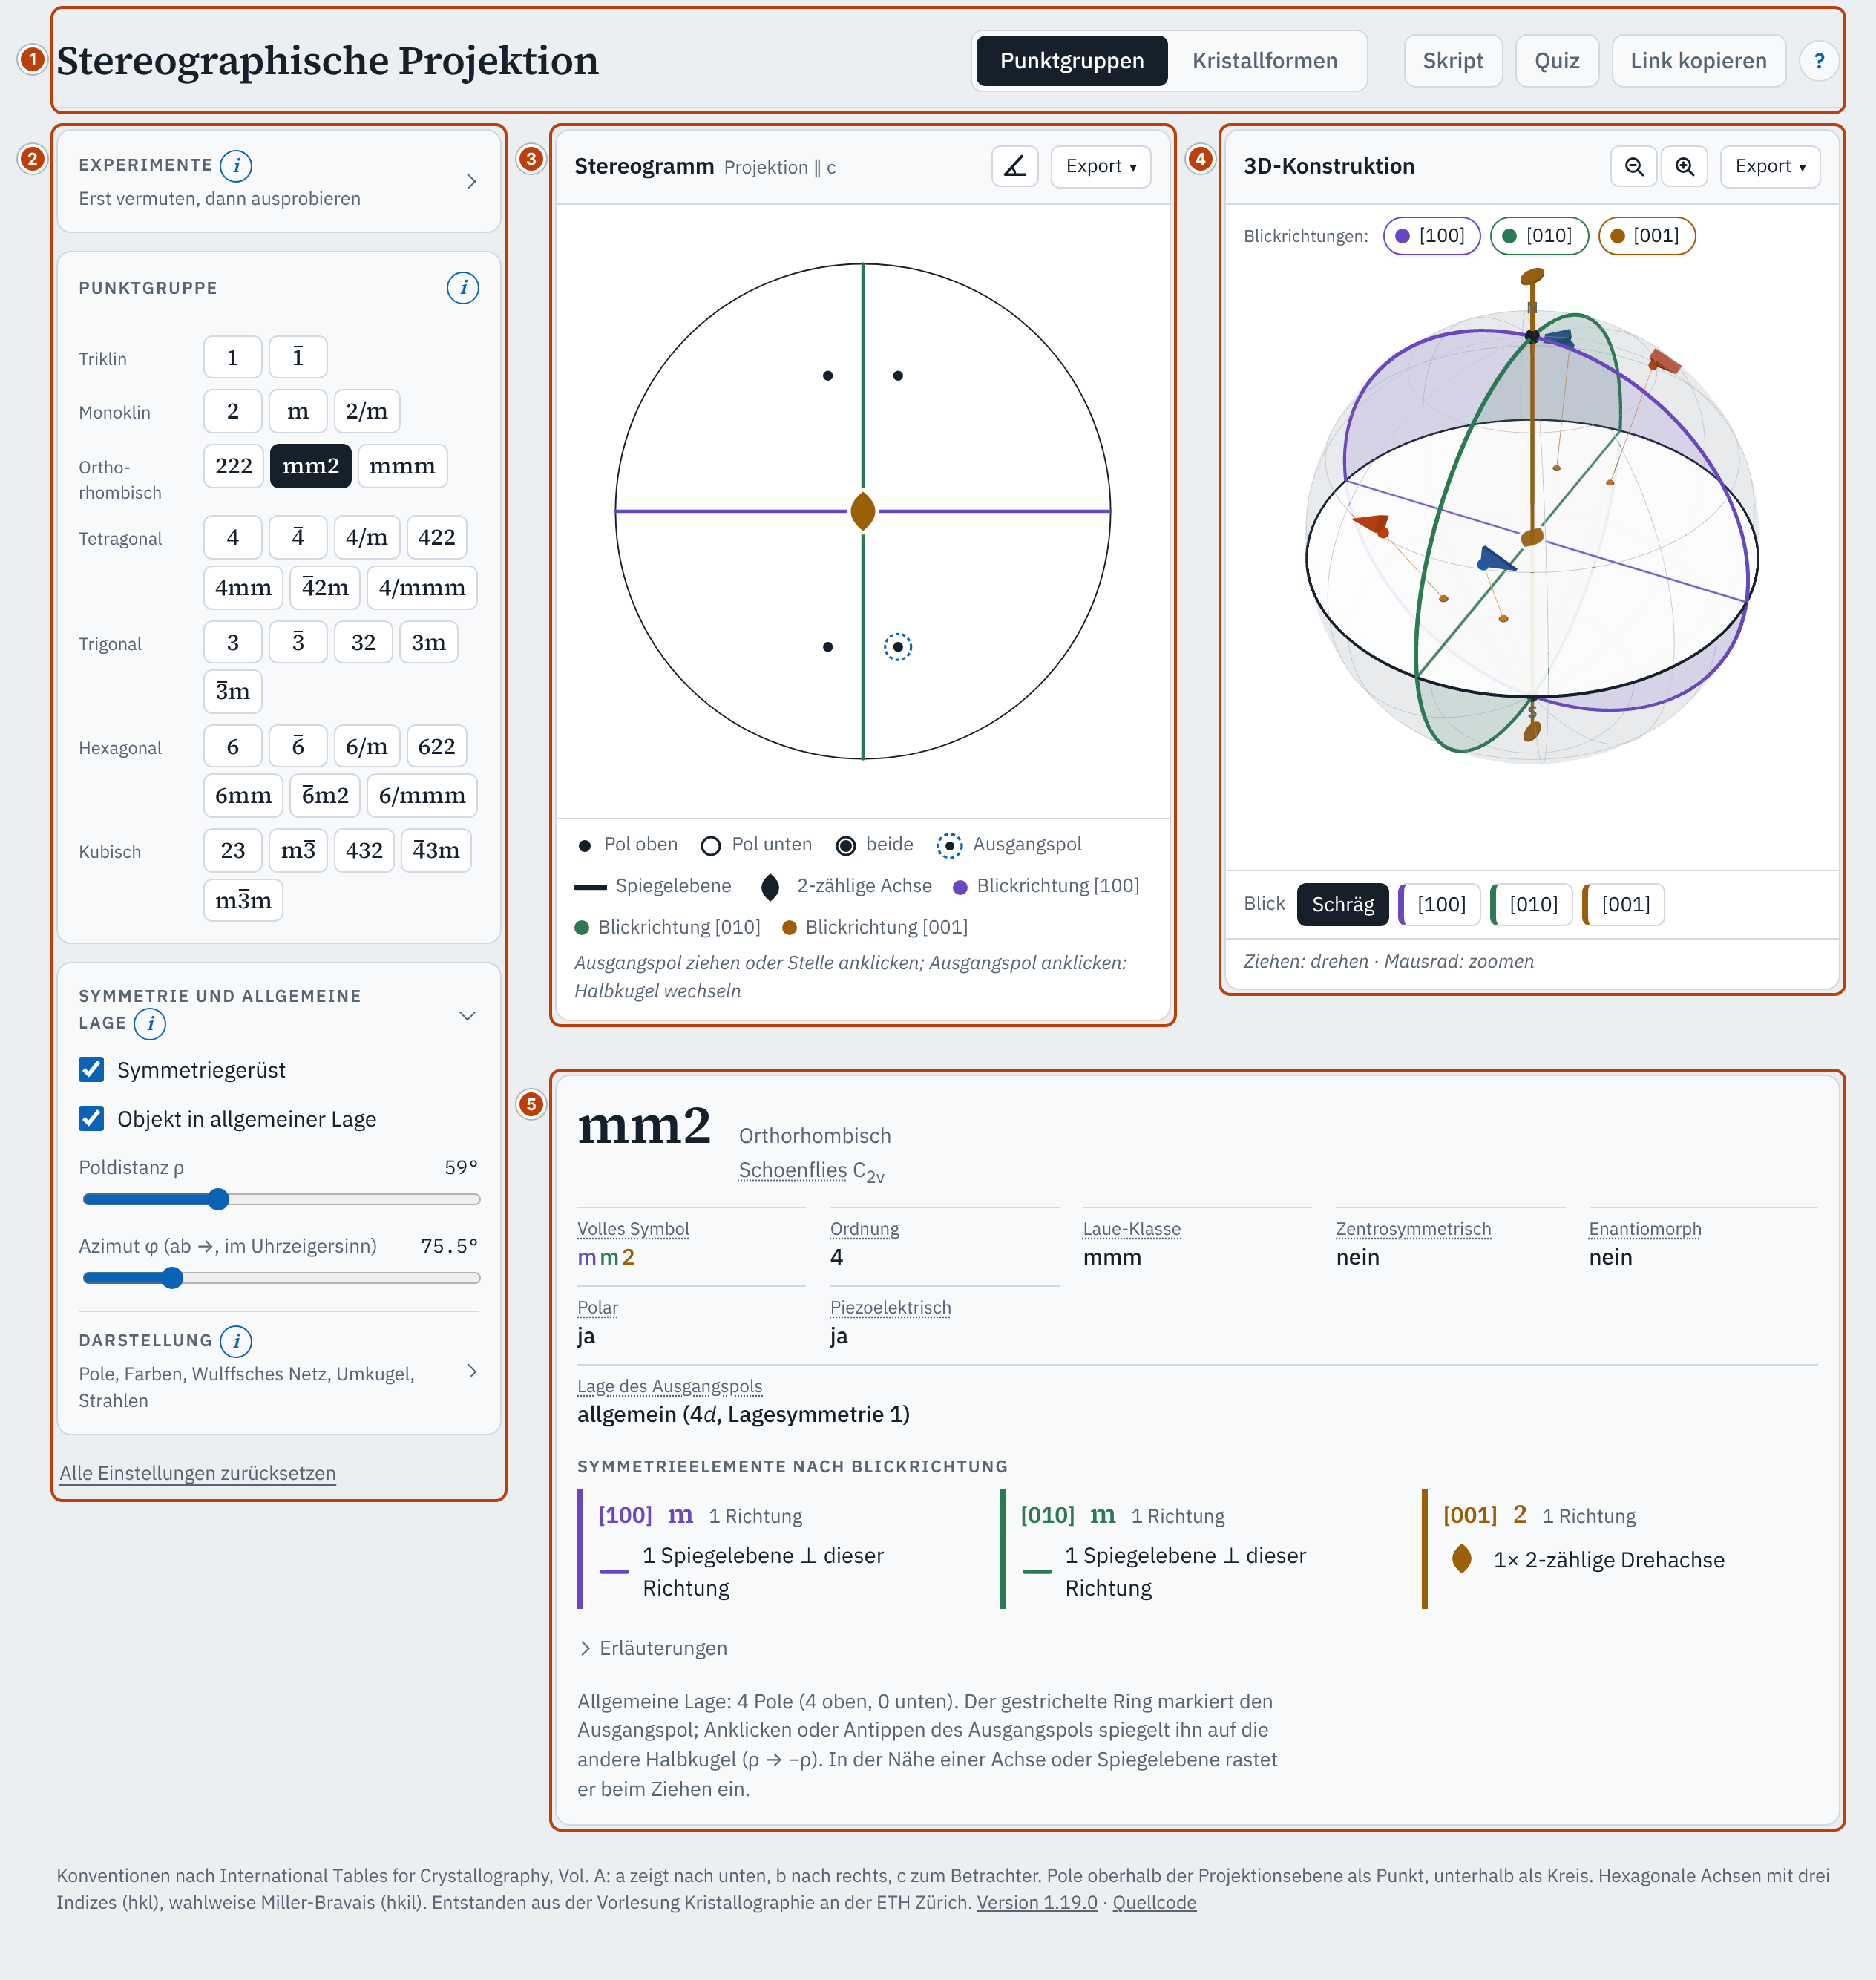 1
Stereographische Projektion
Punktgruppen
Kristallformen
Skript
Quiz
Link kopieren
?
2
EXPERIMENTE i
Erst vermuten, dann ausprobieren
PUNKTGRUPPE i
Triklin 1 1̅
Monoklin 2 m 2/m
Ortho-
rhombisch
222 mm2 mmm
Tetragonal 4 4̅ 4/m 422
4mm 4̅2m 4/mmm
Trigonal 3 3̅ 32 3m
3̅m
Hexagonal 6 6̅ 6/m 622
6mm 6̅m2 6/mmm
Kubisch 23 m3̅ 432 4̅3m
m3̅m
SYMMETRIE UND ALLGEMEINE
LAGE i
Symmetriegerüst
Objekt in allgemeiner Lage
Poldistanz ρ 59°
Azimut φ (ab →, im Uhrzeigersinn) 75.5°
DARSTELLUNG i
Pole, Farben, Wulffsches Netz, Umkugel,
Strahlen
Alle Einstellungen zurücksetzen
3
Stereogramm Projektion ∥ c
Export ▾
Pol oben Pol unten beide Ausgangspol
Spiegelebene 2-zählige Achse Blickrichtung [100]
Blickrichtung [010] Blickrichtung [001]
Ausgangspol ziehen oder Stelle anklicken; Ausgangspol anklicken:
Halbkugel wechseln
4
3D-Konstruktion
Export ▾
Blickrichtungen: [100] [010] [001]
N
S
Blick Schräg [100] [010] [001]
Ziehen: drehen · Mausrad: zoomen
5
mm2 Orthorhombisch
Schoenflies C2v
Volles Symbol Ordnung Laue-Klasse Zentrosymmetrisch Enantiomorph
m m 2 4 mmm nein nein
Polar Piezoelektrisch
ja ja
Lage des Ausgangspols
allgemein (4d, Lagesymmetrie 1)
SYMMETRIEELEMENTE NACH BLICKRICHTUNG
[100] m 1 Richtung
1 Spiegelebene ⊥ dieser
Richtung
[010] m 1 Richtung
1 Spiegelebene ⊥ dieser
Richtung
[001] 2 1 Richtung
1× 2-zählige Drehachse
Erläuterungen
Allgemeine Lage: 4 Pole (4 oben, 0 unten). Der gestrichelte Ring markiert den
Ausgangspol; Anklicken oder Antippen des Ausgangspols spiegelt ihn auf die
andere Halbkugel (ρ → −ρ). In der Nähe einer Achse oder Spiegelebene rastet
er beim Ziehen ein.
Konventionen nach International Tables for Crystallography, Vol. A: a zeigt nach unten, b nach rechts, c zum Betrachter. Pole oberhalb der Projektionsebene als Punkt, unterhalb als Kreis. Hexagonale Achsen mit drei
Indizes (hkl), wahlweise Miller-Bravais (hkil). Entstanden aus der Vorlesung Kristallographie an der ETH Zürich. Version 1.19.0 · Quellcode